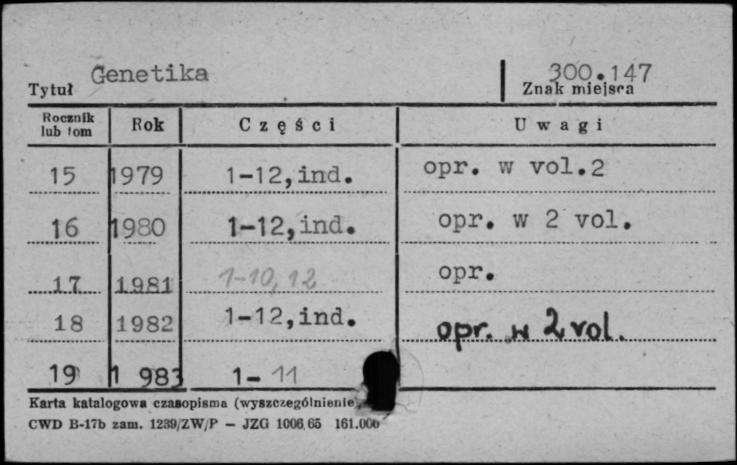 Genetika 300.147
Tytuł Znak miejsca
Rocznik lub tom Rok Części Uwagi
15 1979 1-12,ind. opr. w vol.2
16 1980 1-12,ind. opr. w 2 vol.
17 1981 1-10,12 opr.
18 1982 1-12,ind. opr. w 2 vol.
19 1983 1-11
Karta katalogowa czasopisma (wyszczególnienie
CWD B-17b zam. 1239/ZW/P — JZG 1006,65 161.000